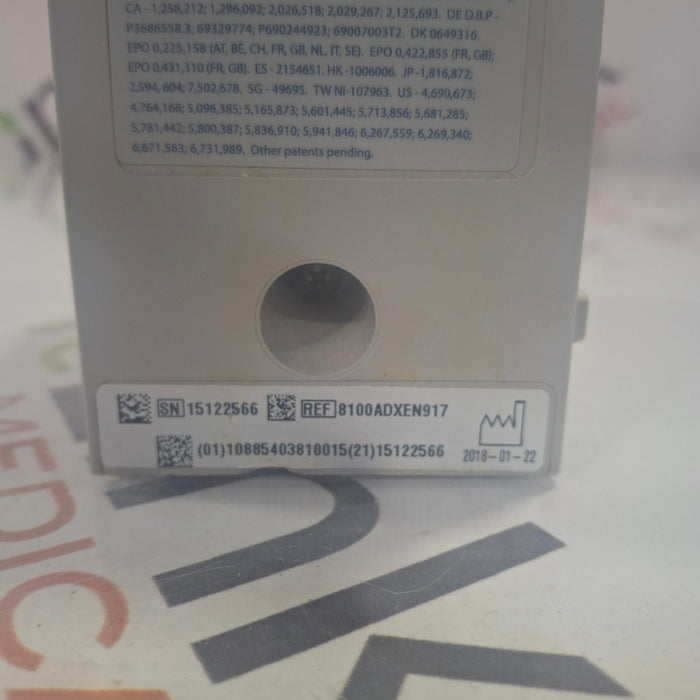 CA - 1,258,212; 1,296,092; 2,026,518; 2,029,267; 2,125,693. DE D.B.P -
P3686558.3; 69329774; P690244923; 69007003T2. DK 0649316.
EPO 0,225,158 (AT, BE, CH, FR, GB, NL, IT, SE). EPO 0,422,855 (FR, GB);
EPO 0,431,310 (FR, GB). ES - 2154651. HK -1006006. JP -1,816,872;
2,594, 604; 7,502,678. SG - 49695. TW NI-107963. US - 4,690,673;
4,764,166; 5,096,385; 5,165,873; 5,601,445; 5,713,856; 5,681,285;
5,781,442; 5,800,387; 5,836,910; 5,941,846; 6,267,559; 6,269,340;
6,671,563; 6,731,989. Other patents pending.
SN 15122566 REF 8100ADXEN917
(01)10885403810015(21)15122566
2018-01-22
MEDIC